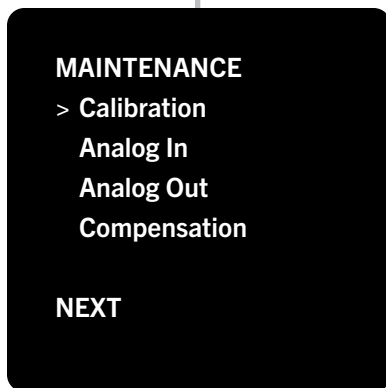 MAINTENANCE
> Calibration
Analog In
Analog Out
Compensation
NEXT